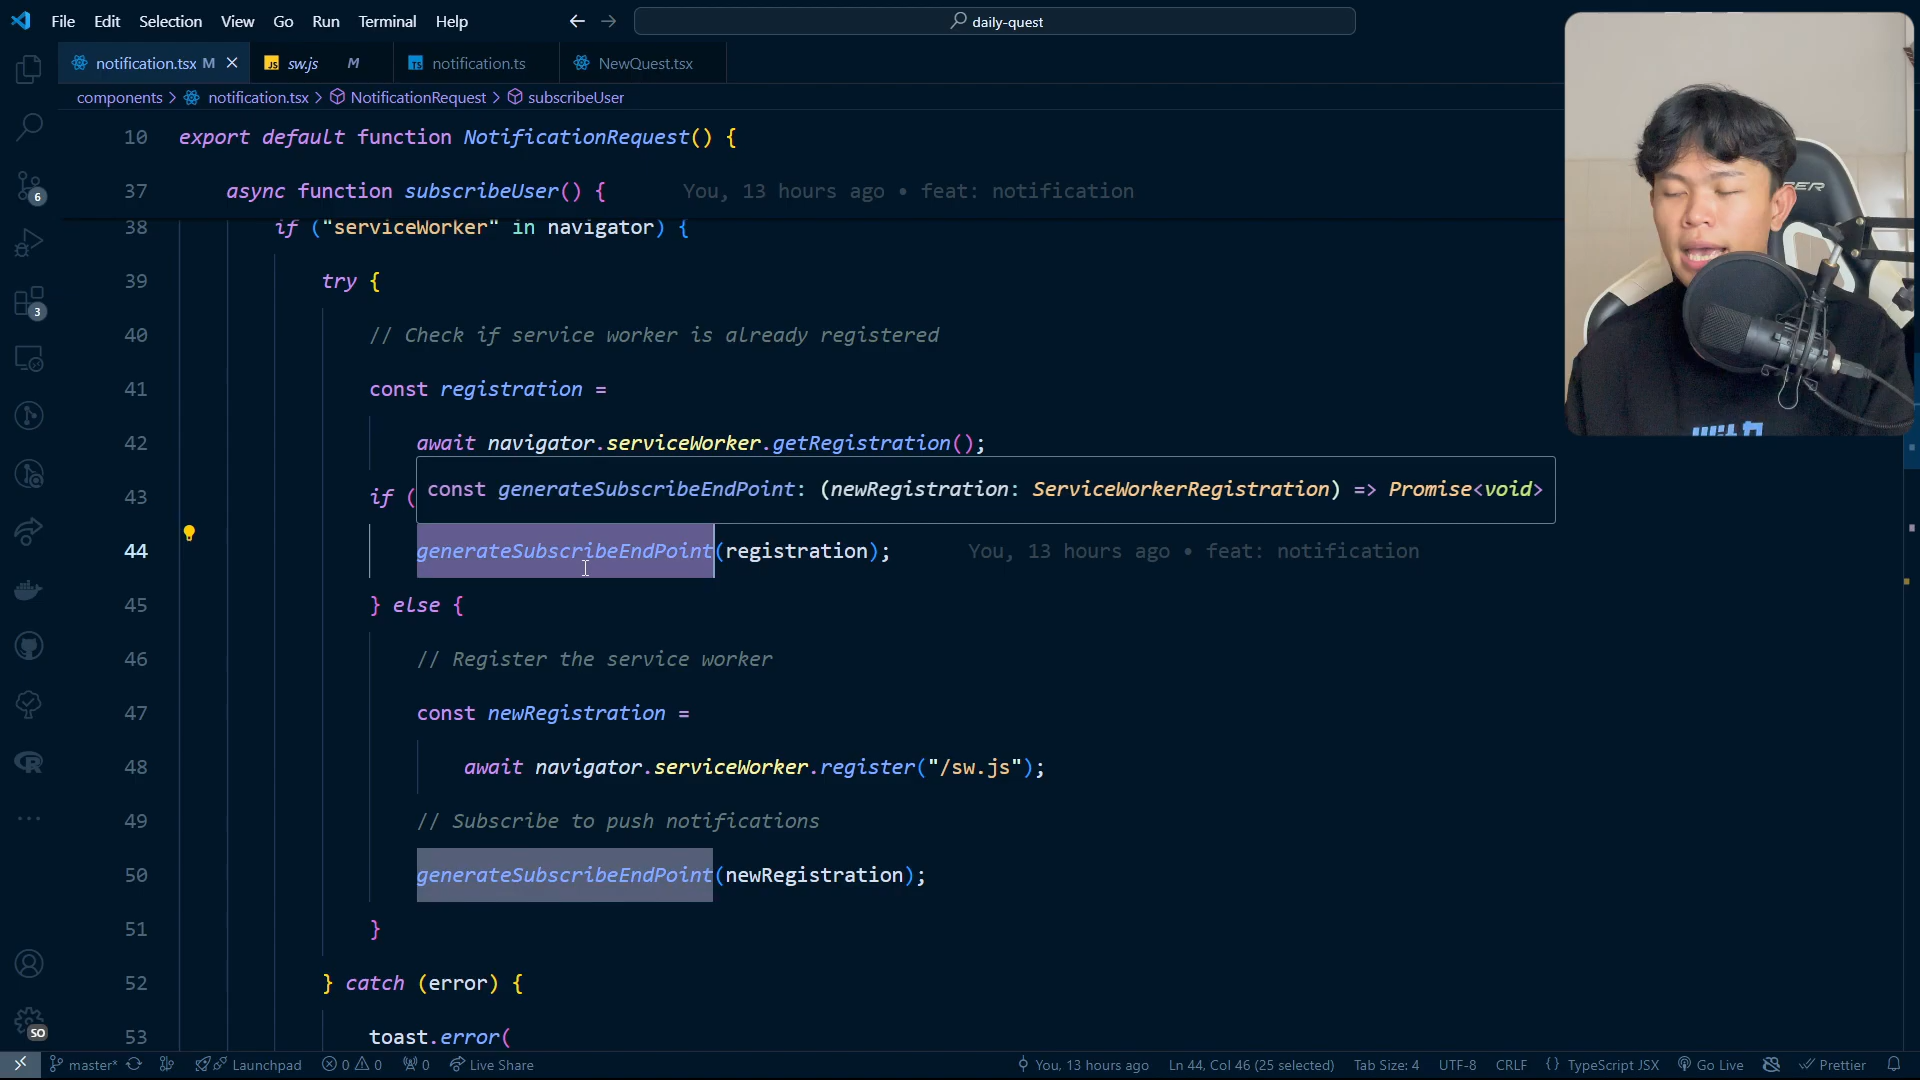 File Edit Selection View Go Run Terminal Help
daily-quest
notification.tsx M
sw.js M
notification.ts
NewQuest.tsx
components > notification.tsx > NotificationRequest > subscribeUser
10 export default function NotificationRequest() {
37 async function subscribeUser() { You, 13 hours ago • feat: notification
38 if ("serviceWorker" in navigator) {
39 try {
40 // Check if service worker is already registered
41 const registration =
42 await navigator.serviceWorker.getRegistration();
43 if (
const generateSubscribeEndPoint: (newRegistration: ServiceWorkerRegistration) => Promise<void>
44 generateSubscribeEndPoint(registration); You, 13 hours ago • feat: notification
45 } else {
46 // Register the service worker
47 const newRegistration =
48 await navigator.serviceWorker.register("/sw.js");
49 // Subscribe to push notifications
50 generateSubscribeEndPoint(newRegistration);
51 }
52 } catch (error) {
53 toast.error(
6
3
SO
master* Launchpad 0 0 0 Live Share You, 13 hours ago Ln 44, Col 46 (25 selected) Tab Size: 4 UTF-8 CRLF {} TypeScript JSX Go Live Prettier